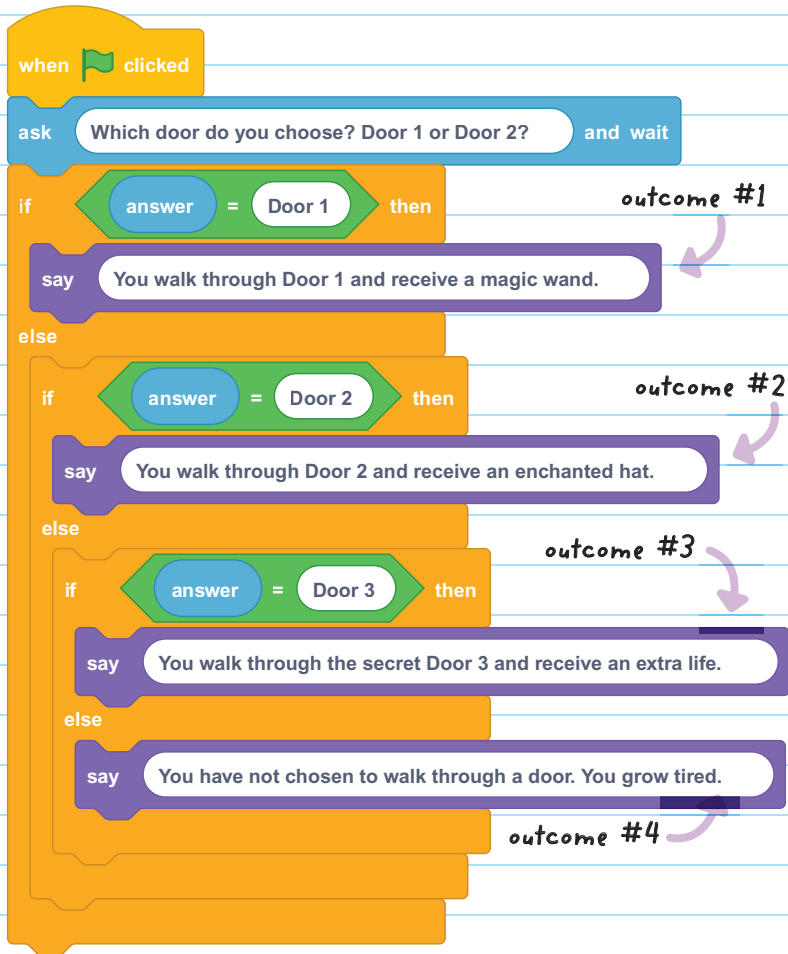 when clicked
ask Which door do you choose? Door 1 or Door 2? and wait
if answer = Door 1 then
outcome #1
say You walk through Door 1 and receive a magic wand.
else
if answer = Door 2 then
outcome #2
say You walk through Door 2 and receive an enchanted hat.
else
outcome #3
if answer = Door 3 then
say You walk through the secret Door 3 and receive an extra life.
else
say You have not chosen to walk through a door. You grow tired.
outcome #4